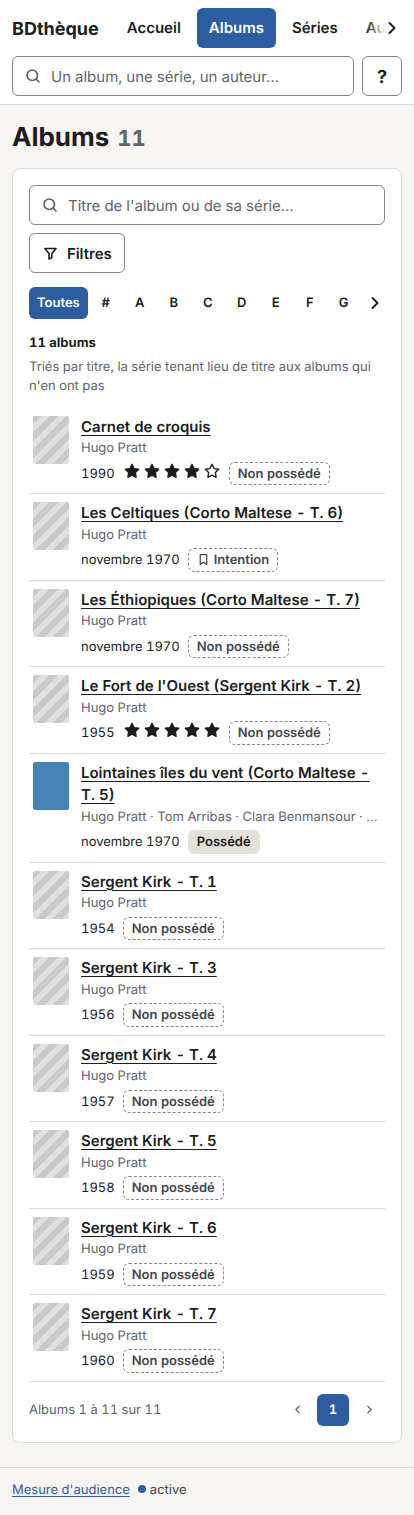 BDthèque Accueil Albums Séries
Un album, une série, un auteur... ?
Albums 11
Titre de l'album ou de sa série...
Filtres
Toutes # A B C D E F G
11 albums
Triés par titre, la série tenant lieu de titre aux albums qui
n'en ont pas
Carnet de croquis
Hugo Pratt
1990 Non possédé
Les Celtiques (Corto Maltese - T. 6)
Hugo Pratt
novembre 1970 Intention
Les Éthiopiques (Corto Maltese - T. 7)
Hugo Pratt
novembre 1970 Non possédé
Le Fort de l'Ouest (Sergent Kirk - T. 2)
Hugo Pratt
1955 Non possédé
Lointaines îles du vent (Corto Maltese -
T. 5)
Hugo Pratt · Tom Arribas · Clara Benmansour · ...
novembre 1970 Possédé
Sergent Kirk - T. 1
Hugo Pratt
1954 Non possédé
Sergent Kirk - T. 3
Hugo Pratt
1956 Non possédé
Sergent Kirk - T. 4
Hugo Pratt
1957 Non possédé
Sergent Kirk - T. 5
Hugo Pratt
1958 Non possédé
Sergent Kirk - T. 6
Hugo Pratt
1959 Non possédé
Sergent Kirk - T. 7
Hugo Pratt
1960 Non possédé
Albums 1 à 11 sur 11 ‹ 1 ›
Mesure d'audience active